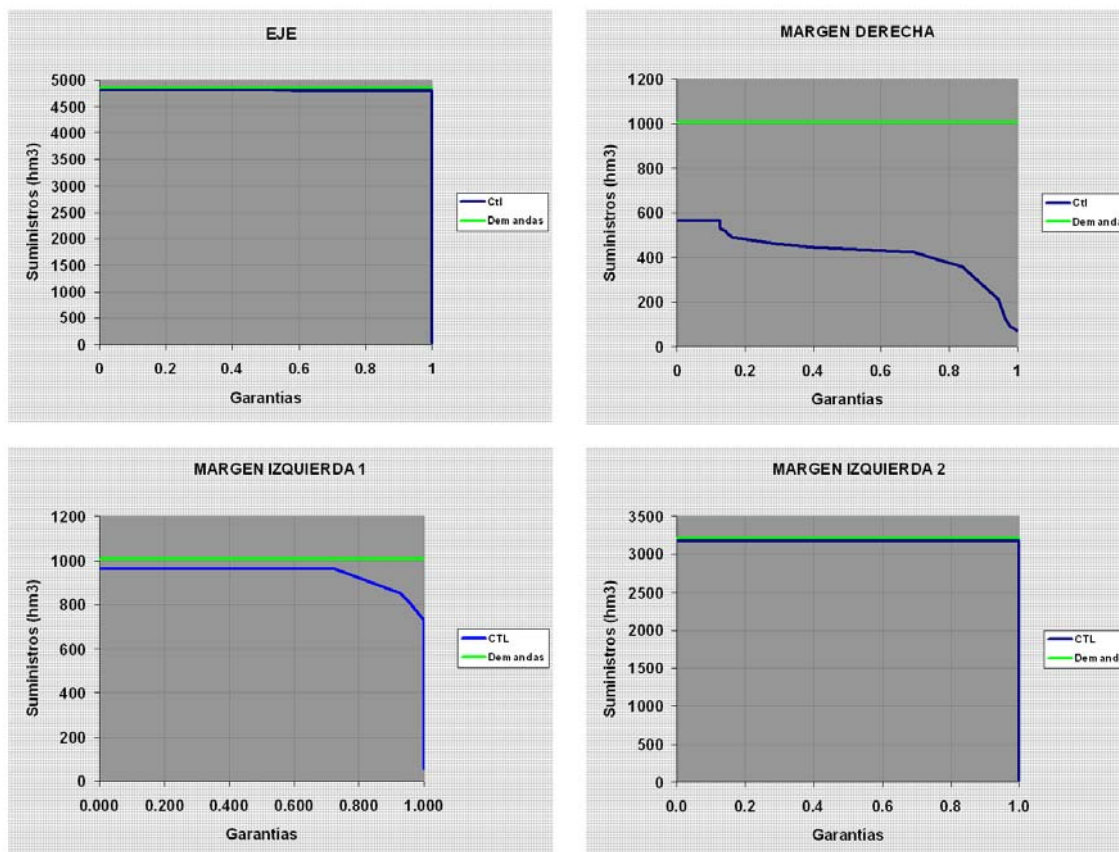 EJE
5000
4500
4000
3500
3000
2500
2000
1500
1000
500
0
Suministros (hm3)
0 0.2 0.4 0.6 0.8 1
Garantias
Ctl
Demandas
MARGEN DERECHA
1200
1000
800
600
400
200
0
Suministros (hm3)
0 0.2 0.4 0.6 0.8 1
Garantias
Ctl
Demanda
MARGEN IZQUIERDA 1
1200
1000
800
600
400
200
0
Suministros (hm3)
0.000 0.200 0.400 0.600 0.800 1.000
Garantias
CTL
Demandas
MARGEN IZQUIERDA 2
3500
3000
2500
2000
1500
1000
500
0
Suministros (hm3)
0.0 0.2 0.4 0.6 0.8 1.0
Garantias
CTL
Demand